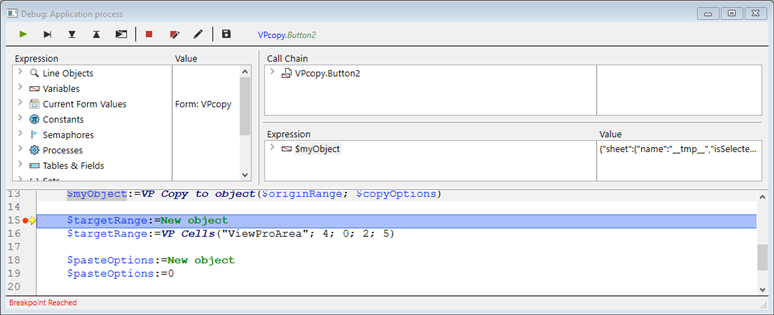 Debug: Application process
VPcopy.Button2
Expression Value
Line Objects
Variables
Current Form Values Form: VPcopy
Constants
Semaphores
Processes
Tables & Fields
Sets
Call Chain
VPcopy.Button2
Expression Value
$myObject {"sheet":{"name":"__tmp__","isSelecte...
13 $myObject:=VP Copy to object($originRange; $copyOptions)
14
15 $targetRange:=New object
16 $targetRange:=VP Cells("ViewProArea"; 4; 0; 2; 5)
17
18 $pasteOptions:=New object
19 $pasteOptions:=0
20
Breakpoint Reached